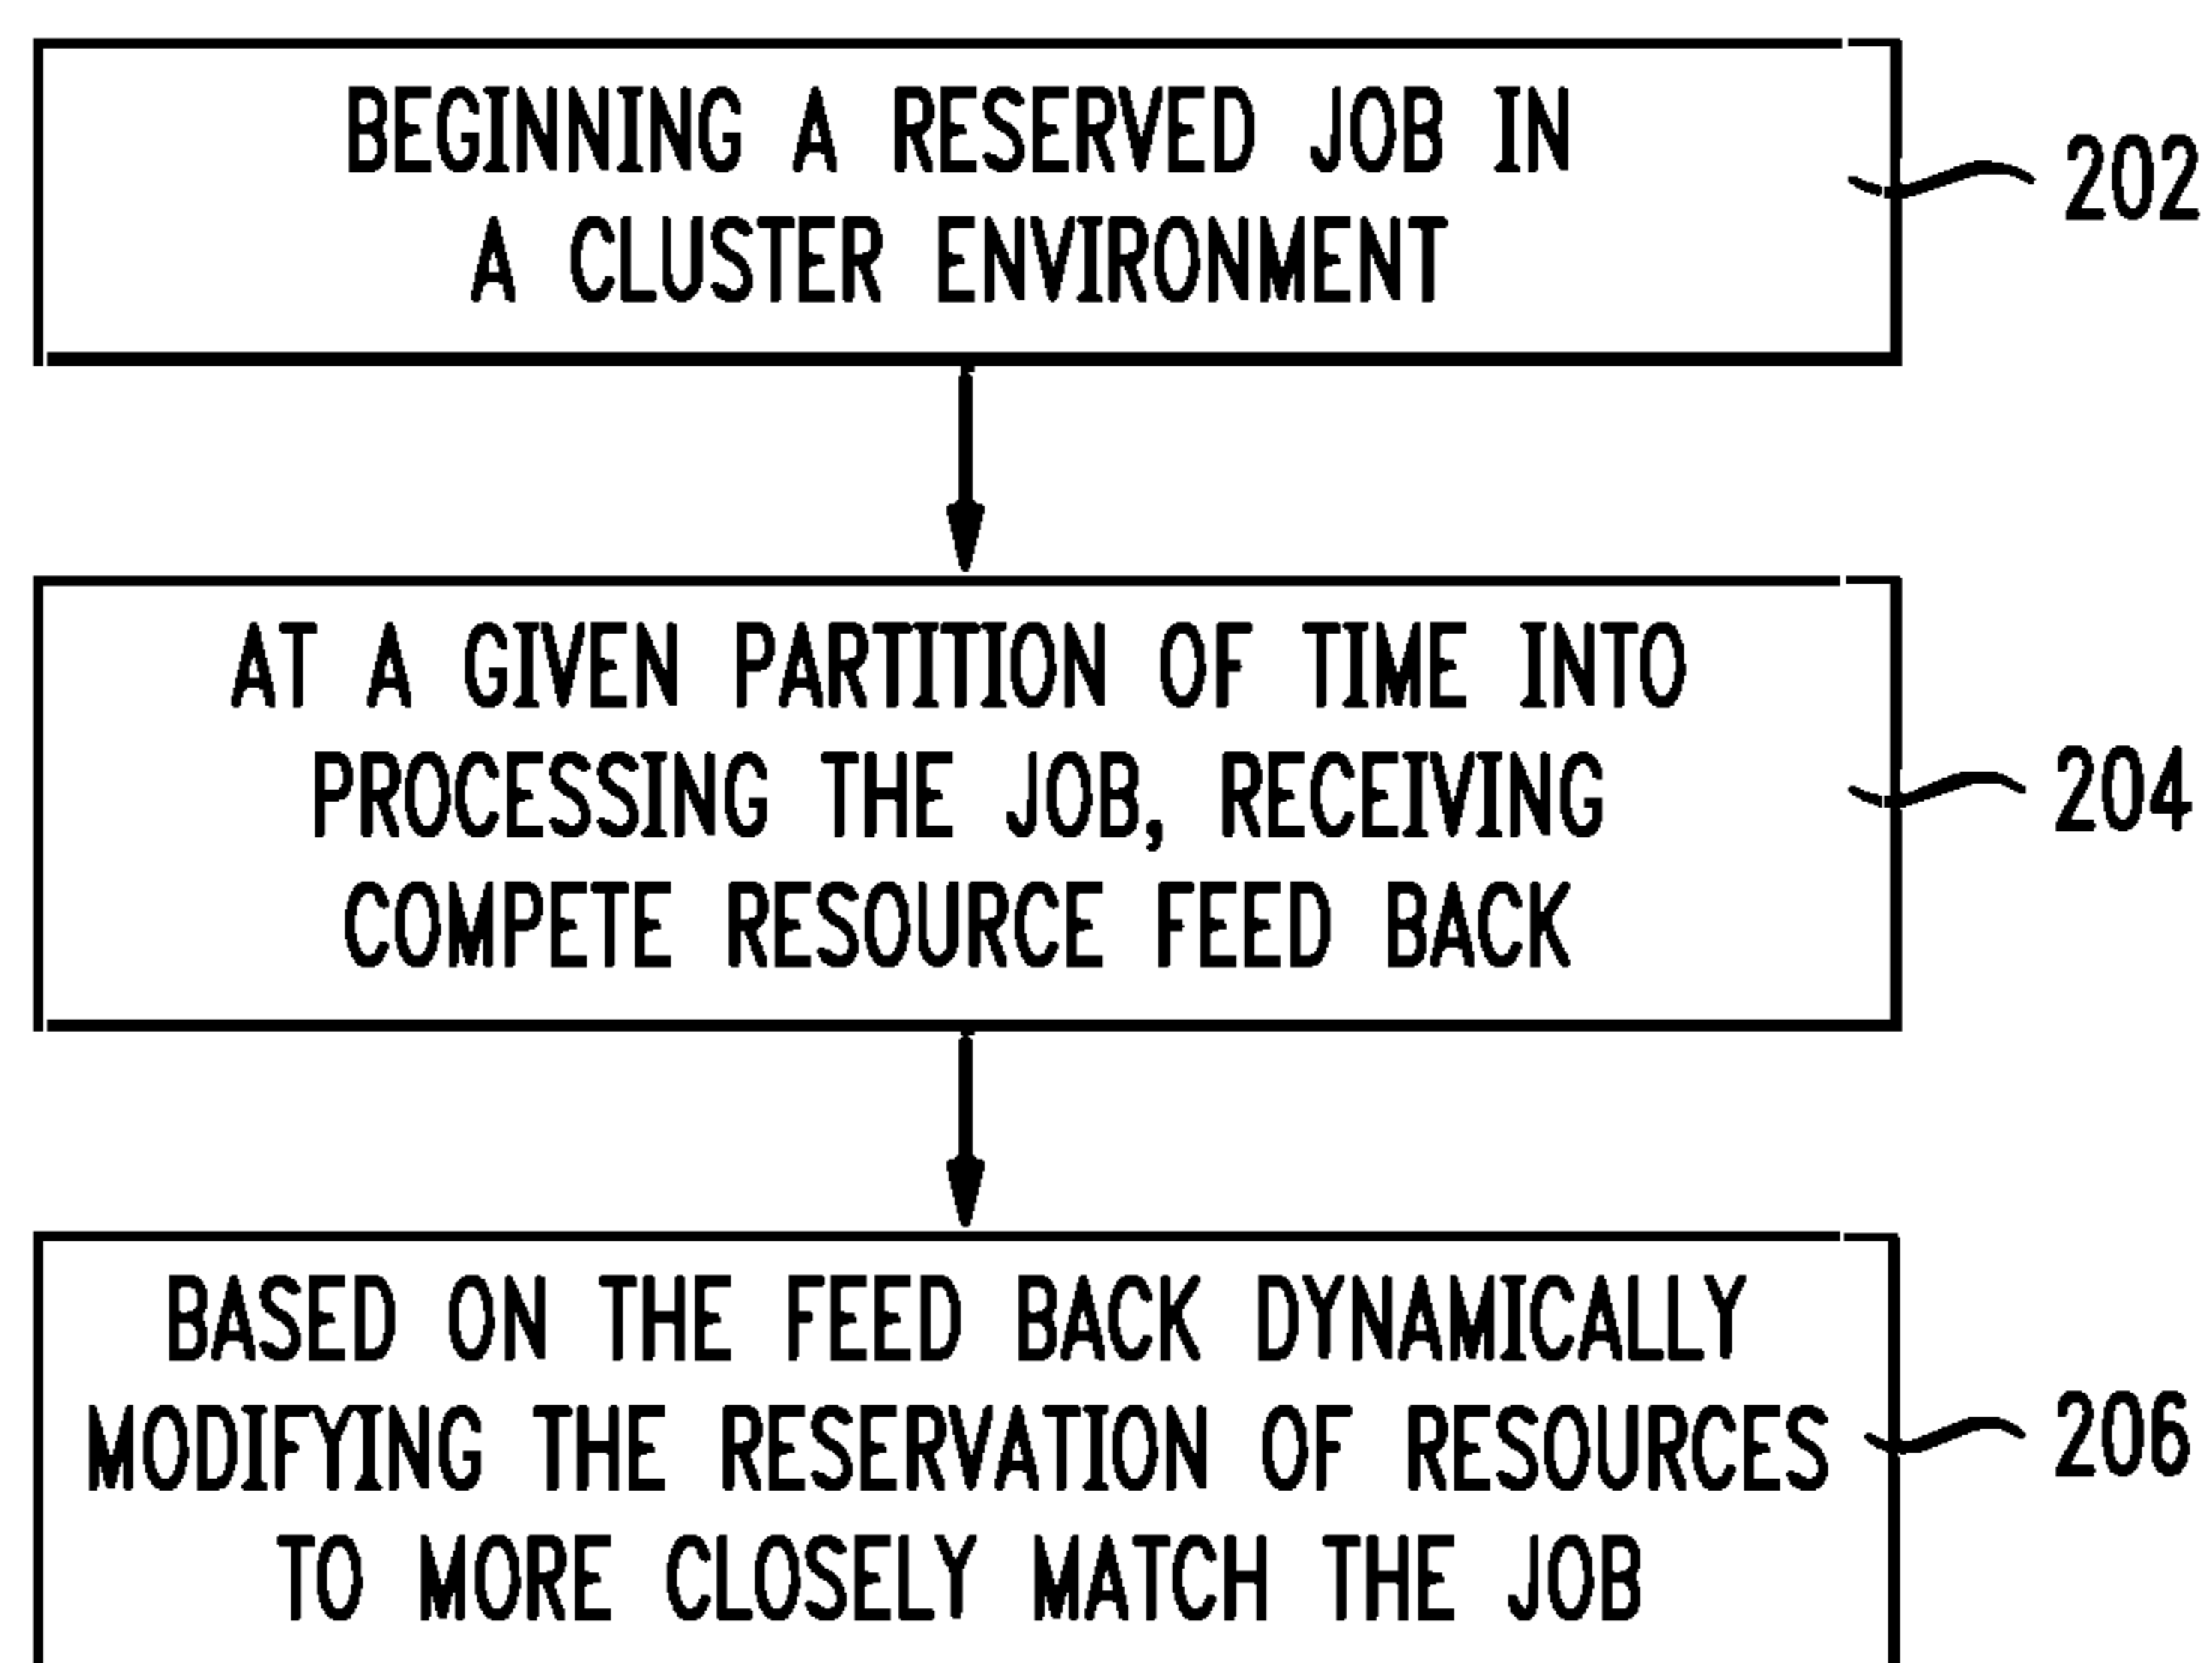 BEGINNING A RESERVED JOB IN
A CLUSTER ENVIRONMENT
202
AT A GIVEN PARTITION OF TIME INTO
PROCESSING THE JOB, RECEIVING
COMPETE RESOURCE FEED BACK
204
BASED ON THE FEED BACK DYNAMICALLY
MODIFYING THE RESERVATION OF RESOURCES
TO MORE CLOSELY MATCH THE JOB
206